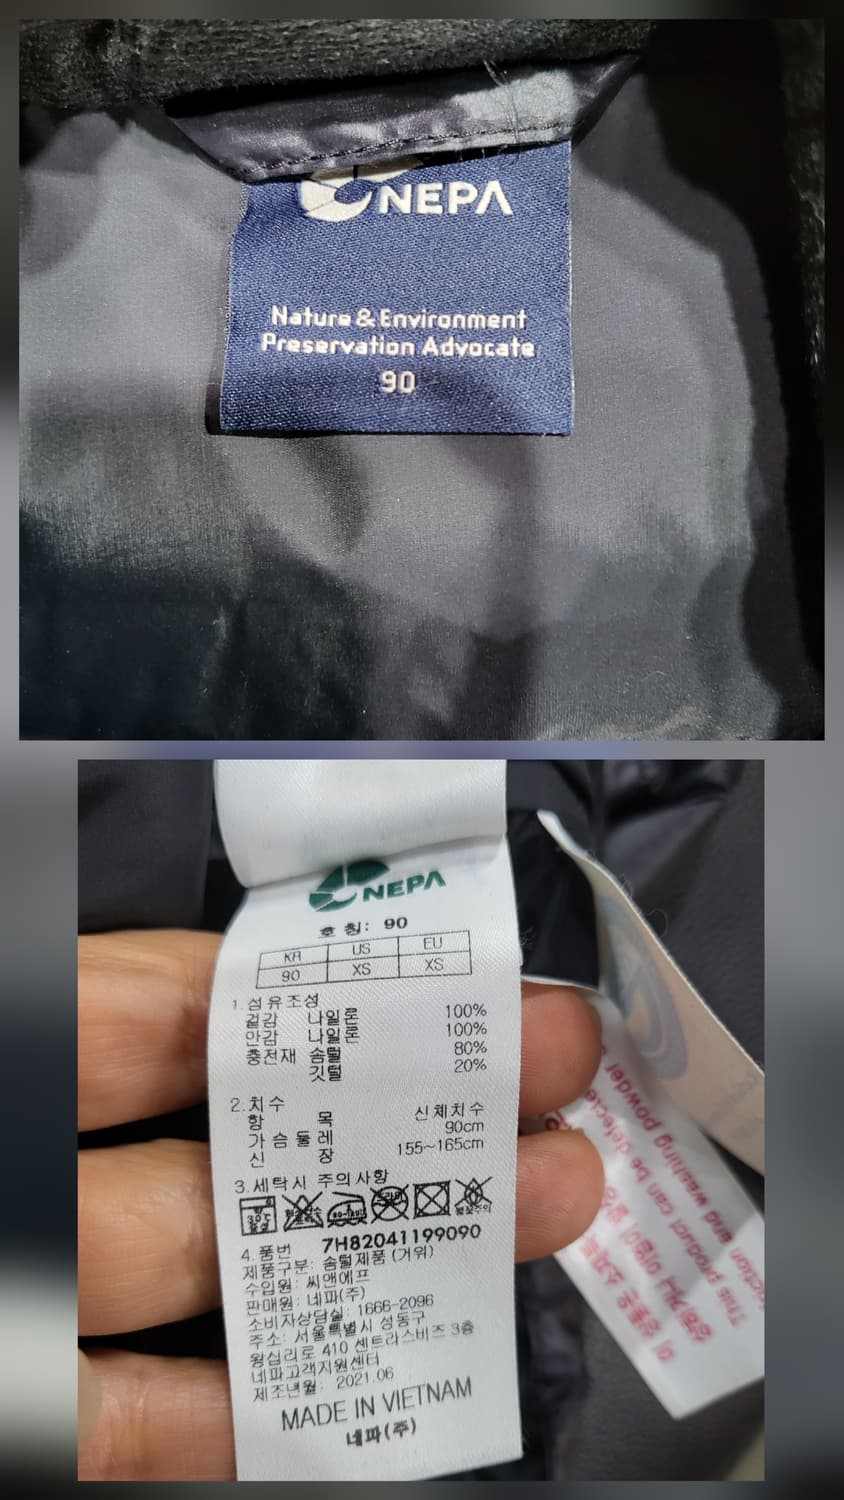 NEPA
Nature & Environment
Preservation Advocate
90
NEPA
호 칭: 90
KR US EU
90 XS XS
1.섬유조성
겉감 나일론 100%
안감 나일론 100%
충전재 솜털 80%
깃털 20%
2.치수
항 목 신체치수
가슴둘레 90cm
신 장 155~165cm
3.세탁시 주의사항
4.품번 7H82041199090
제품구분: 솜털제품 (거위)
수입원: 씨앤에프
판매원: 네파(주)
소비자상담실: 1666-2096
주소: 서울특별시 성동구
왕십리로 410 센트라스비즈 3층
네파고객지원센터
제조년월: 2021.06
MADE IN VIETNAM
네파(주)
This product can be
and washing powder